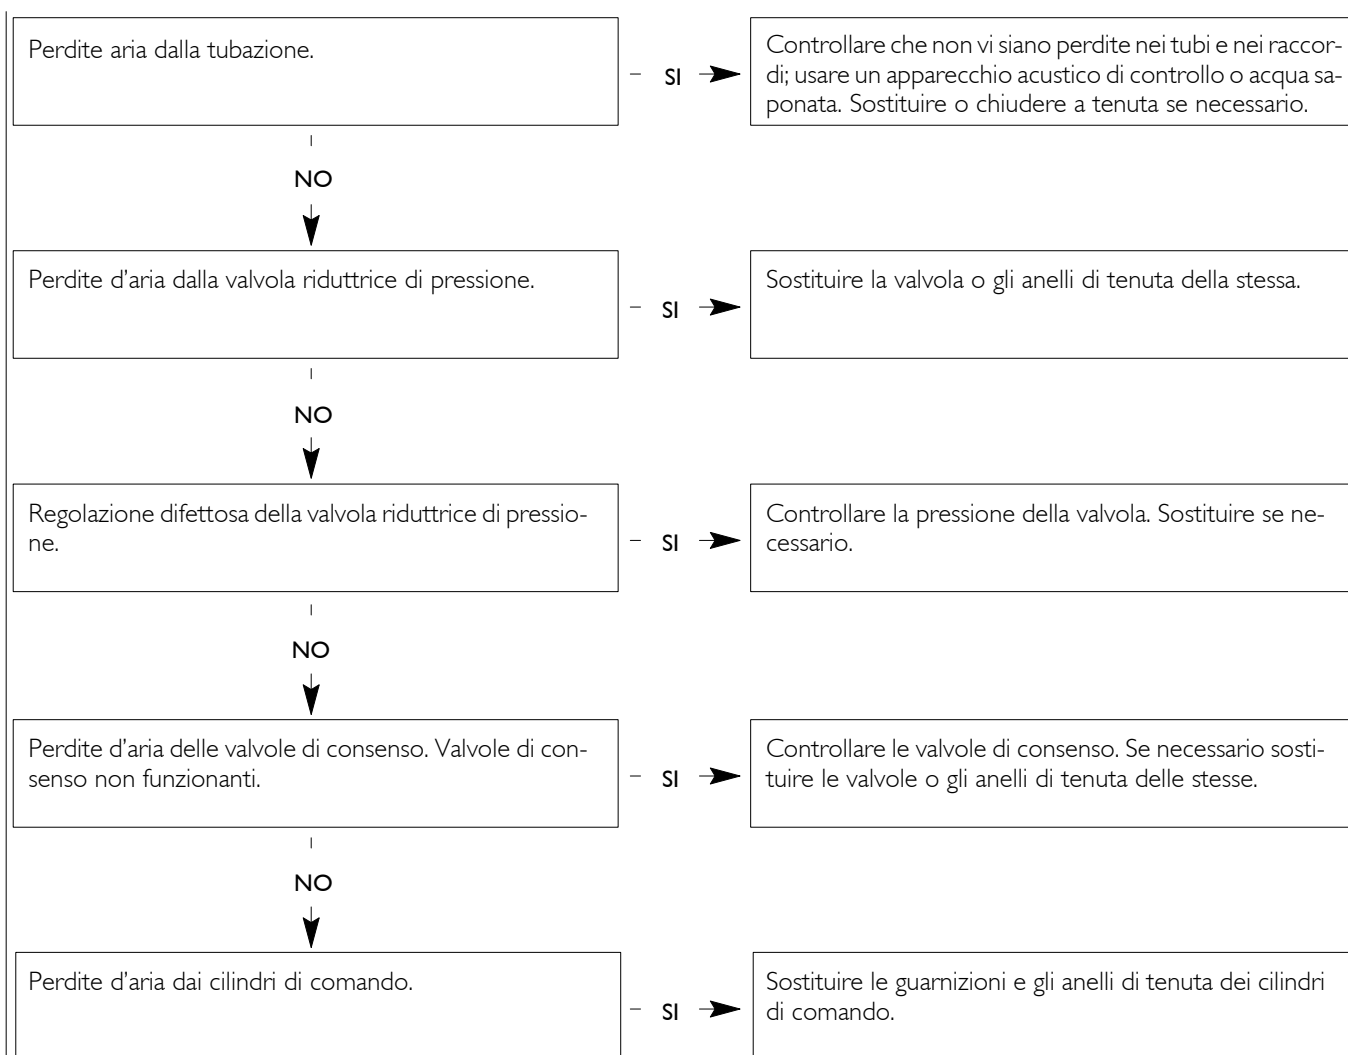 Perdite aria dalla tubazione.
SI
Controllare che non vi siano perdite nei tubi e nei raccor-
di; usare un apparecchio acustico di controllo o acqua sa-
ponata. Sostituire o chiudere a tenuta se necessario.
NO
Perdite d'aria dalla valvola riduttrice di pressione.
SI
Sostituire la valvola o gli anelli di tenuta della stessa.
NO
Regolazione difettosa della valvola riduttrice di pressio-
ne.
SI
Controllare la pressione della valvola. Sostituire se ne-
cessario.
NO
Perdite d'aria delle valvole di consenso. Valvole di con-
senso non funzionanti.
SI
Controllare le valvole di consenso. Se necessario sosti-
tuire le valvole o gli anelli di tenuta delle stesse.
NO
Perdite d'aria dai cilindri di comando.
SI
Sostituire le guarnizioni e gli anelli di tenuta dei cilindri
di comando.